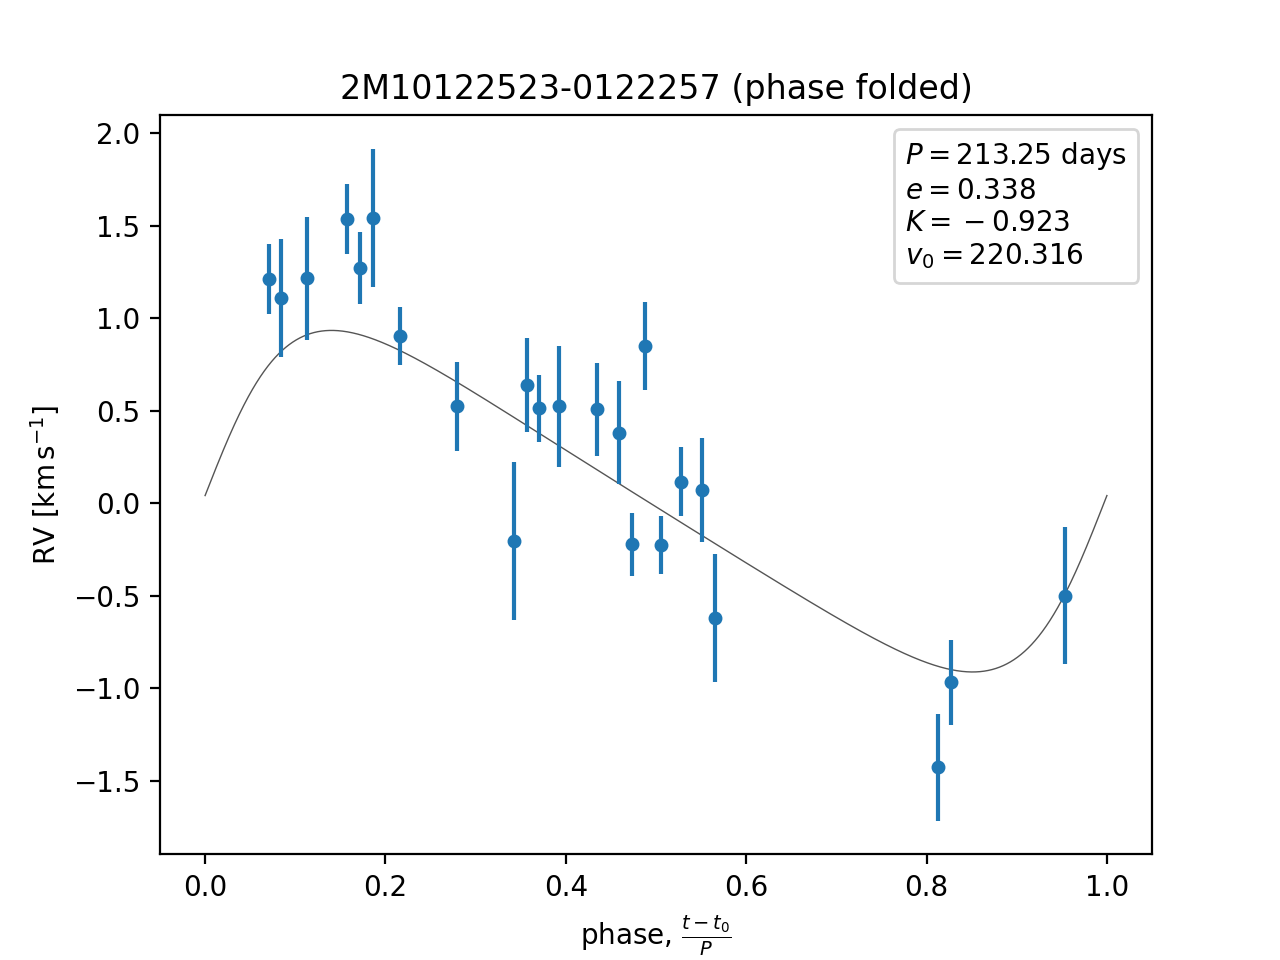 2M10122523-0122257 (phase folded)
P = 213.25 days
e = 0.338
K = −0.923
v₀ = 220.316
2.0
1.5
1.0
0.5
0.0
−0.5
−1.0
−1.5
RV [km s⁻¹]
0.0 0.2 0.4 0.6 0.8 1.0
phase, (t − t₀)/P